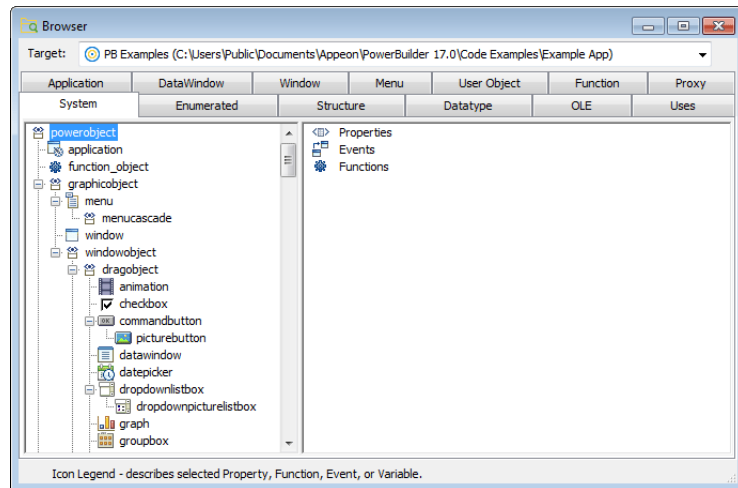 Browser
Target: PB Examples (C:\Users\Public\Documents\Appeon\PowerBuilder 17.0\Code Examples\Example App)
Application DataWindow Window Menu User Object Function Proxy
System Enumerated Structure Datatype OLE Uses
powerobject
application
function_object
graphicobject
menu
menucascade
window
windowobject
dragobject
animation
checkbox
commandbutton
picturebutton
datawindow
datepicker
dropdownlistbox
dropdownpicturelistbox
graph
groupbox
Properties
Events
Functions
Icon Legend - describes selected Property, Function, Event, or Variable.